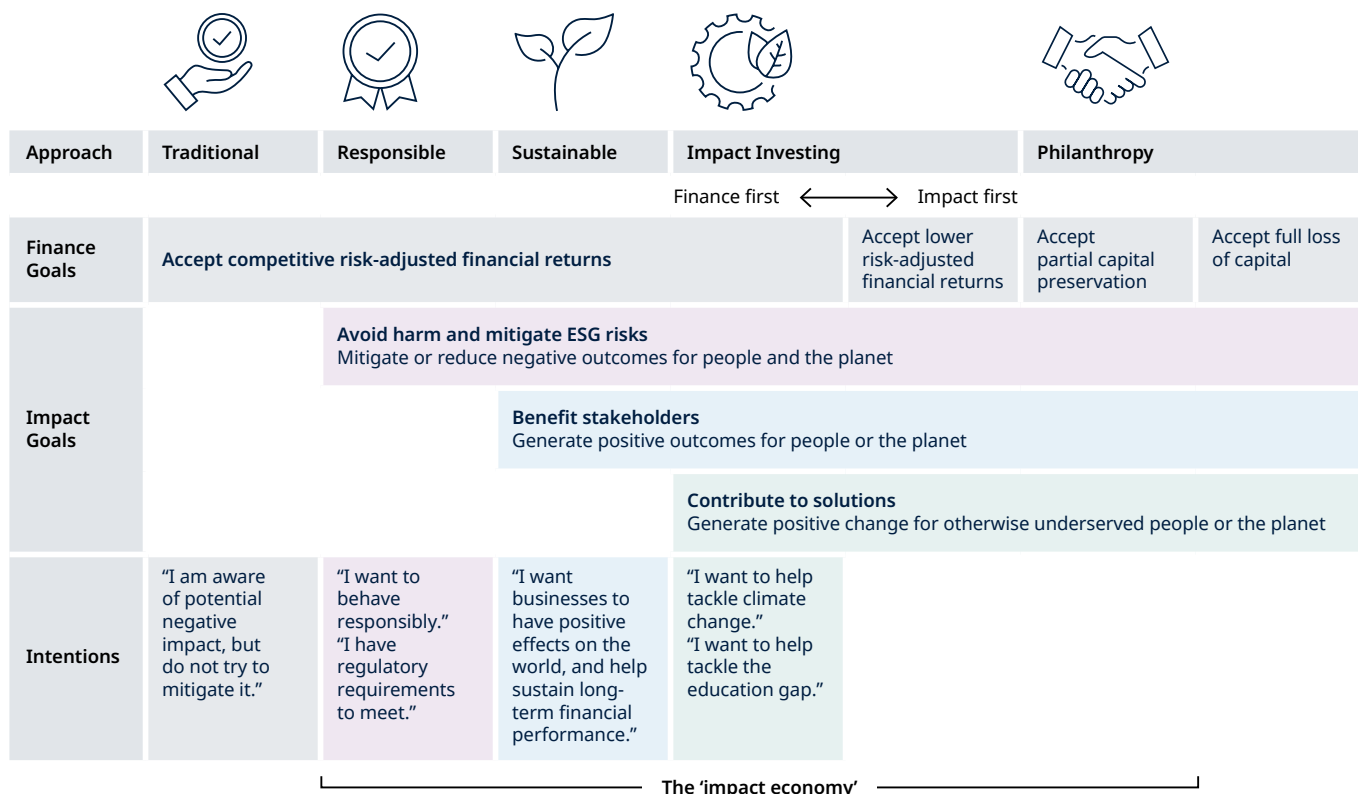 Approach
Traditional
Responsible
Sustainable
Impact Investing
Philanthropy
Finance first
Impact first
Finance
Goals
Accept competitive risk-adjusted financial returns
Accept lower
risk-adjusted
financial returns
Accept
partial capital
preservation
Accept full loss
of capital
Impact
Goals
Avoid harm and mitigate ESG risks
Mitigate or reduce negative outcomes for people and the planet
Benefit stakeholders
Generate positive outcomes for people or the planet
Contribute to solutions
Generate positive change for otherwise underserved people or the planet
Intentions
“I am aware
of potential
negative
impact, but
do not try to
mitigate it.”
“I want to
behave
responsibly.”
“I have
regulatory
requirements
to meet.”
“I want
businesses to
have positive
effects on the
world, and help
sustain long-
term financial
performance.”
“I want to help
tackle climate
change.”
“I want to help
tackle the
education gap.”
The ‘impact economy’